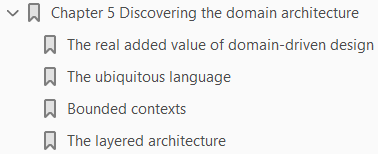 Chapter 5 Discovering the domain architecture
The real added value of domain-driven design
The ubiquitous language
Bounded contexts
The layered architecture